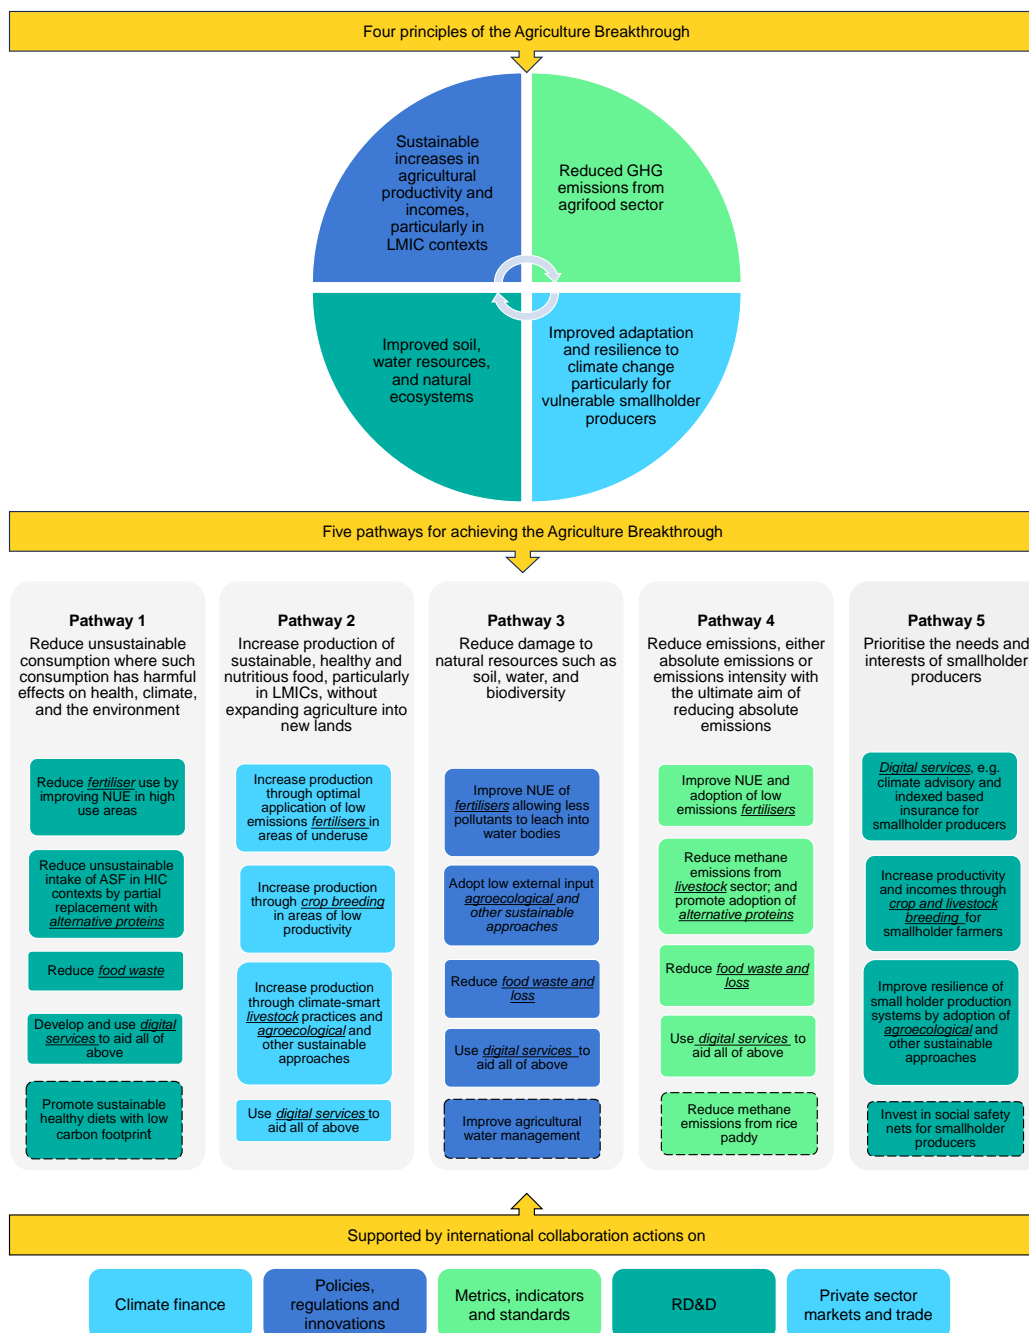 Four principles of the Agriculture Breakthrough
Sustainable
increases in
agricultural
productivity and
incomes,
particularly in
LMIC contexts
Reduced GHG
emissions from
agrifood sector
Improved soil,
water resources,
and natural
ecosystems
Improved adaptation
and resilience to
climate change
particularly for
vulnerable smallholder
producers
Five pathways for achieving the Agriculture Breakthrough
Pathway 1
Reduce unsustainable
consumption where such
consumption has harmful
effects on health, climate,
and the environment
Reduce fertiliser use by
improving NUE in high
use areas
Reduce unsustainable
intake of ASF in HIC
contexts by partial
replacement with
alternative proteins
Reduce food waste
Develop and use digital
services to aid all of
above
Promote sustainable
healthy diets with low
carbon footprint
Pathway 2
Increase production of
sustainable, healthy and
nutritious food, particularly
in LMICs, without
expanding agriculture into
new lands
Increase production
through optimal
application of low
emissions fertilisers in
areas of underuse
Increase production
through crop breeding
in areas of low
productivity
Increase production
through climate-smart
livestock practices and
agroecological and
other sustainable
approaches
Use digital services to
aid all of above
Pathway 3
Reduce damage to
natural resources such as
soil, water, and
biodiversity
Improve NUE of
fertilisers allowing less
pollutants to leach into
water bodies
Adopt low external input
agroecological and
other sustainable
approaches
Reduce food waste and
loss
Use digital services to
aid all of above
Improve agricultural
water management
Pathway 4
Reduce emissions, either
absolute emissions or
emissions intensity with
the ultimate aim of
reducing absolute
emissions
Improve NUE and
adoption of low
emissions fertilisers
Reduce methane
emissions from
livestock sector; and
promote adoption of
alternative proteins
Reduce food waste and
loss
Use digital services to
aid all of above
Reduce methane
emissions from rice
paddy
Pathway 5
Prioritise the needs and
interests of smallholder
producers
Digital services, e.g.
climate advisory and
indexed based
insurance for
smallholder producers
Increase productivity
and incomes through
crop and livestock
breeding for
smallholder farmers
Improve resilience of
small holder production
systems by adoption of
agroecological and
other sustainable
approaches
Invest in social safety
nets for smallholder
producers
Supported by international collaboration actions on
Climate finance
Policies,
regulations and
innovations
Metrics, indicators
and standards
RD&D
Private sector
markets and trade